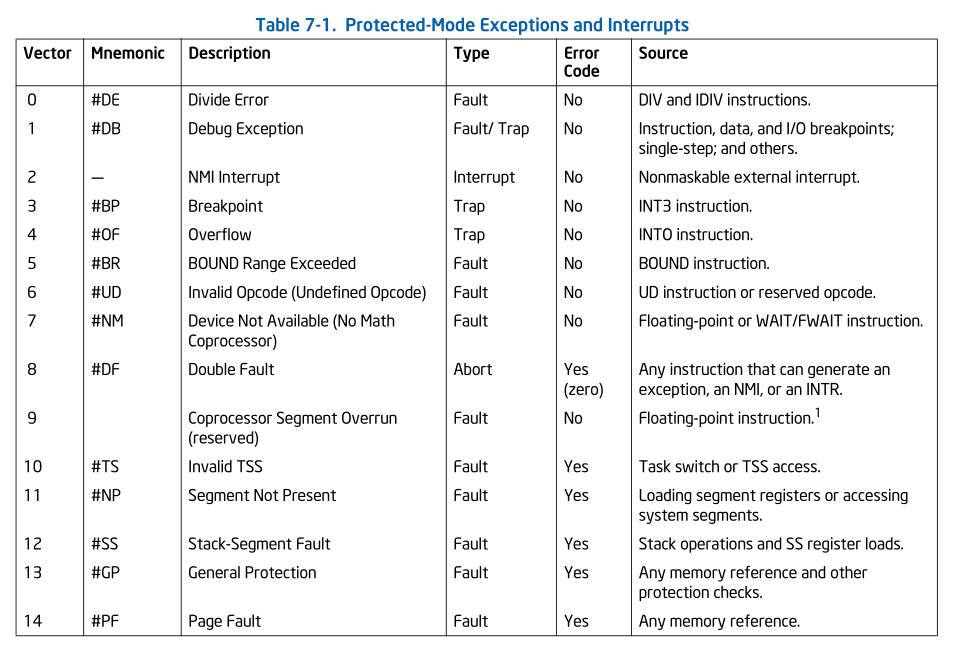 Table 7-1. Protected-Mode Exceptions and Interrupts
Vector Mnemonic Description Type Error Code Source
0 #DE Divide Error Fault No DIV and IDIV instructions.
1 #DB Debug Exception Fault/ Trap No Instruction, data, and I/O breakpoints;
single-step; and others.
2 — NMI Interrupt Interrupt No Nonmaskable external interrupt.
3 #BP Breakpoint Trap No INT3 instruction.
4 #OF Overflow Trap No INTO instruction.
5 #BR BOUND Range Exceeded Fault No BOUND instruction.
6 #UD Invalid Opcode (Undefined Opcode) Fault No UD instruction or reserved opcode.
7 #NM Device Not Available (No Math Fault No Floating-point or WAIT/FWAIT instruction.
Coprocessor)
8 #DF Double Fault Abort Yes Any instruction that can generate an
(zero) exception, an NMI, or an INTR.
9 Coprocessor Segment Overrun Fault No Floating-point instruction.1
(reserved)
10 #TS Invalid TSS Fault Yes Task switch or TSS access.
11 #NP Segment Not Present Fault Yes Loading segment registers or accessing
system segments.
12 #SS Stack-Segment Fault Fault Yes Stack operations and SS register loads.
13 #GP General Protection Fault Yes Any memory reference and other
protection checks.
14 #PF Page Fault Fault Yes Any memory reference.